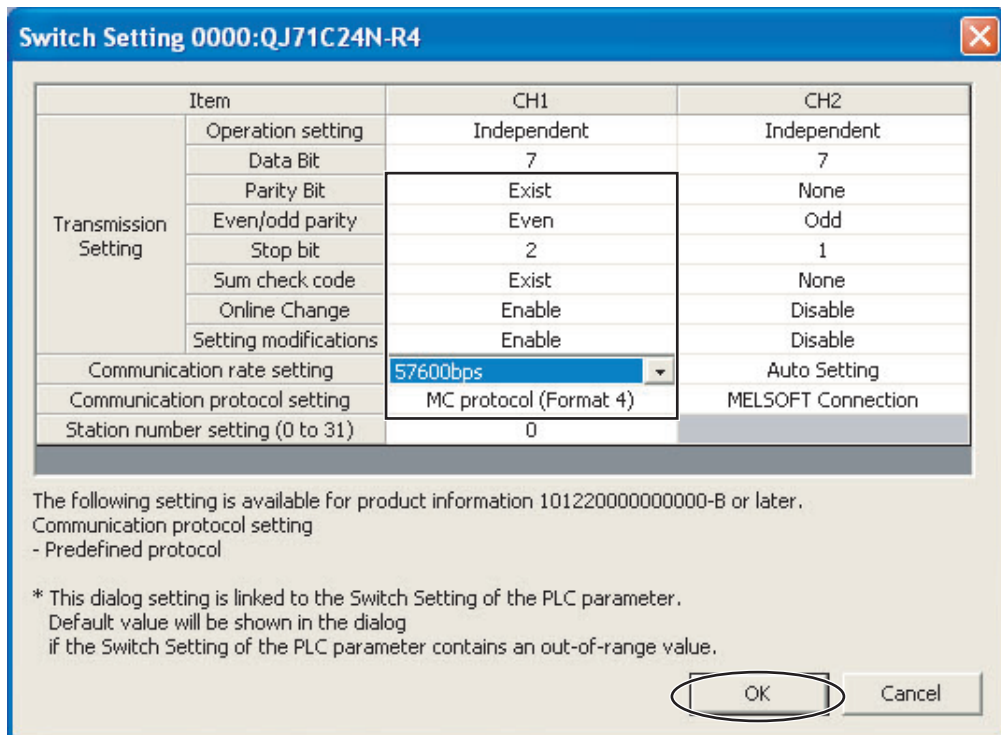 Switch Setting 0000:QJ71C24N-R4
Item CH1 CH2
Transmission Setting
Operation setting Independent Independent
Data Bit 7 7
Parity Bit Exist None
Even/odd parity Even Odd
Stop bit 2 1
Sum check code Exist None
Online Change Enable Disable
Setting modifications Enable Disable
Communication rate setting 57600bps Auto Setting
Communication protocol setting MC protocol (Format 4) MELSOFT Connection
Station number setting (0 to 31) 0
The following setting is available for product information 101220000000000-B or later.
Communication protocol setting
- Predefined protocol
* This dialog setting is linked to the Switch Setting of the PLC parameter.
Default value will be shown in the dialog
if the Switch Setting of the PLC parameter contains an out-of-range value.
OK Cancel